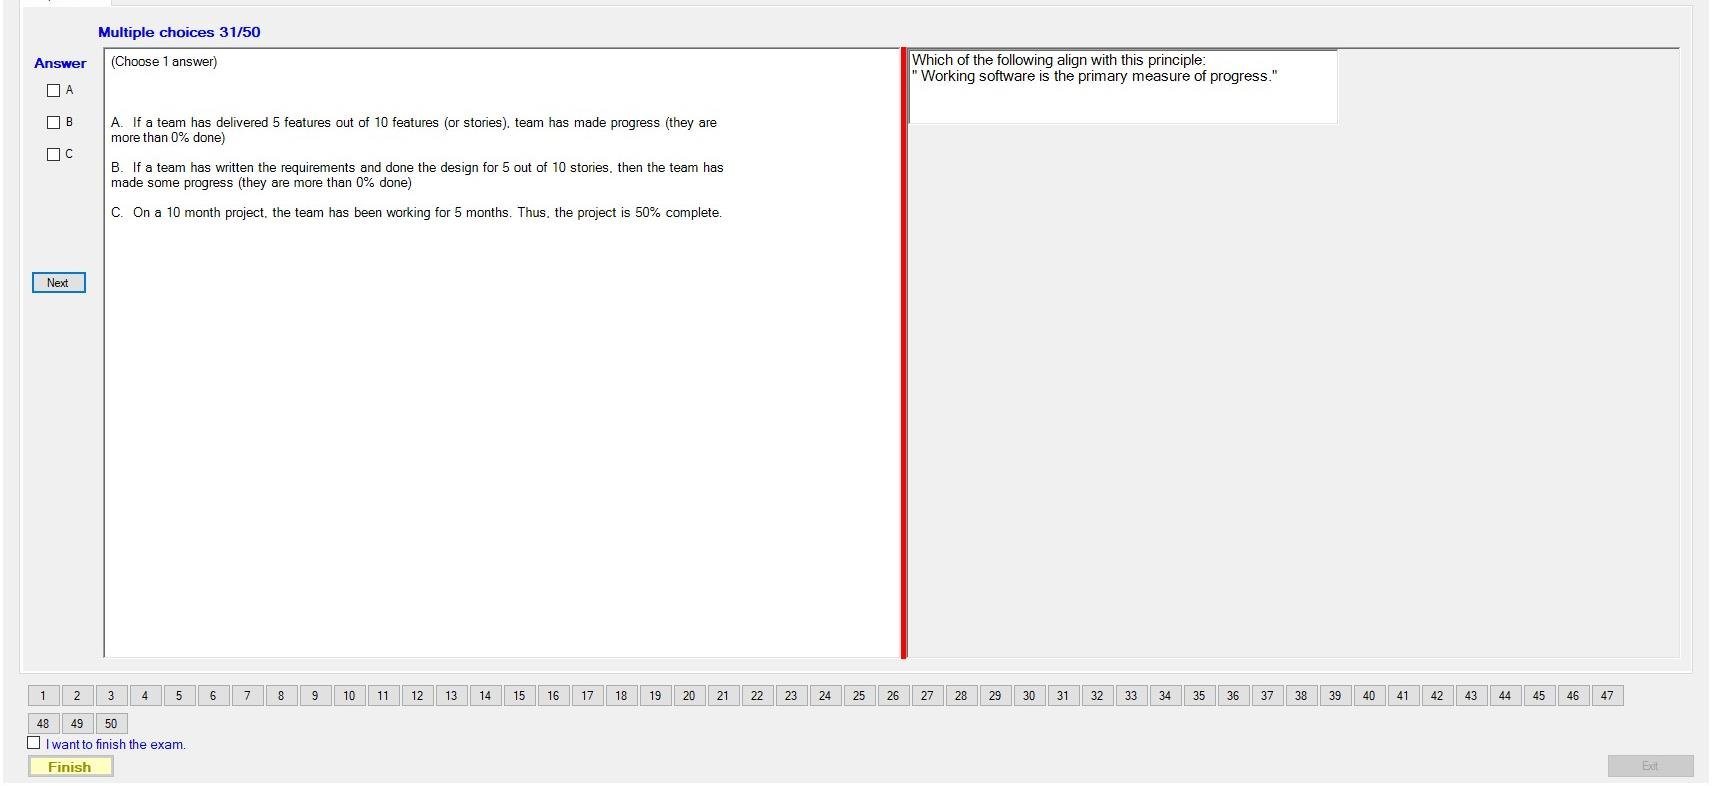 Multiple choices 31/50
Answer
A
B
C
Next
(Choose 1 answer)
A. If a team has delivered 5 features out of 10 features (or stories), team has made progress (they are
more than 0% done)
B. If a team has written the requirements and done the design for 5 out of 10 stories, then the team has
made some progress (they are more than 0% done)
C. On a 10 month project, the team has been working for 5 months. Thus, the project is 50% complete.
Which of the following align with this principle:
" Working software is the primary measure of progress."
1 2 3 4 5 6 7 8 9 10 11 12 13 14 15 16 17 18 19 20 21 22 23 24 25 26 27 28 29 30 31 32 33 34 35 36 37 38 39 40 41 42 43 44 45 46 47
48 49 50
I want to finish the exam.
Finish
Exit